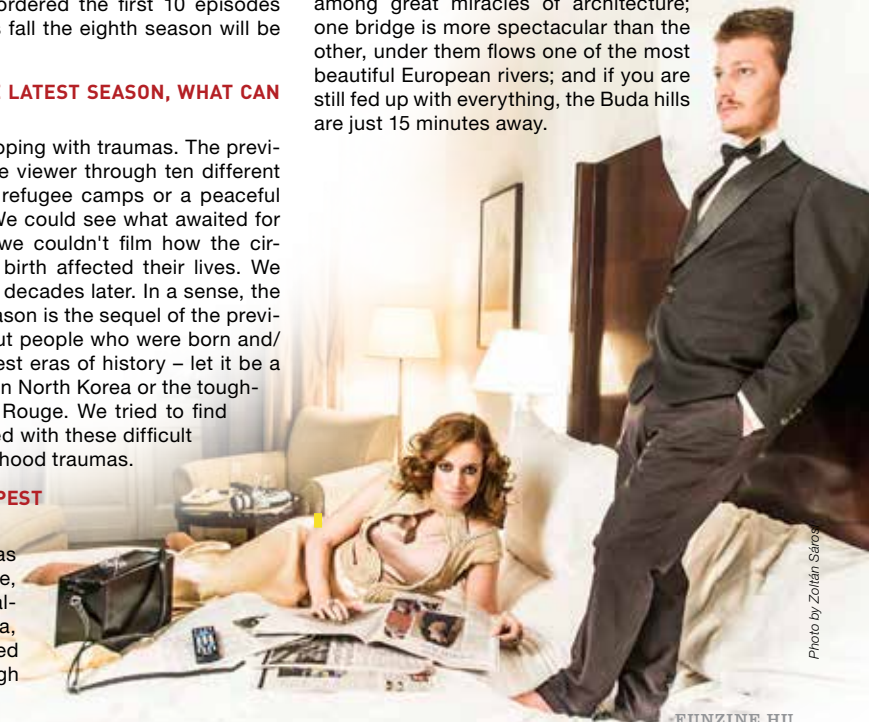 ordered the first 10 episodes
fall the eighth season will be
LATEST SEASON, WHAT CAN
oping with traumas. The previ-
e viewer through ten different
refugee camps or a peaceful
We could see what awaited for
we couldn't film how the cir-
birth affected their lives. We
decades later. In a sense, the
ason is the sequel of the previ-
ut people who were born and/
est eras of history – let it be a
n North Korea or the tough-
Rouge. We tried to find
ed with these difficult
hood traumas.
PEST
as
e,
al-
a,
ed
gh
among great miracles of architecture;
one bridge is more spectacular than the
other, under them flows one of the most
beautiful European rivers; and if you are
still fed up with everything, the Buda hills
are just 15 minutes away.
Photo by Zoltán Sáros
FUNZINE.HU